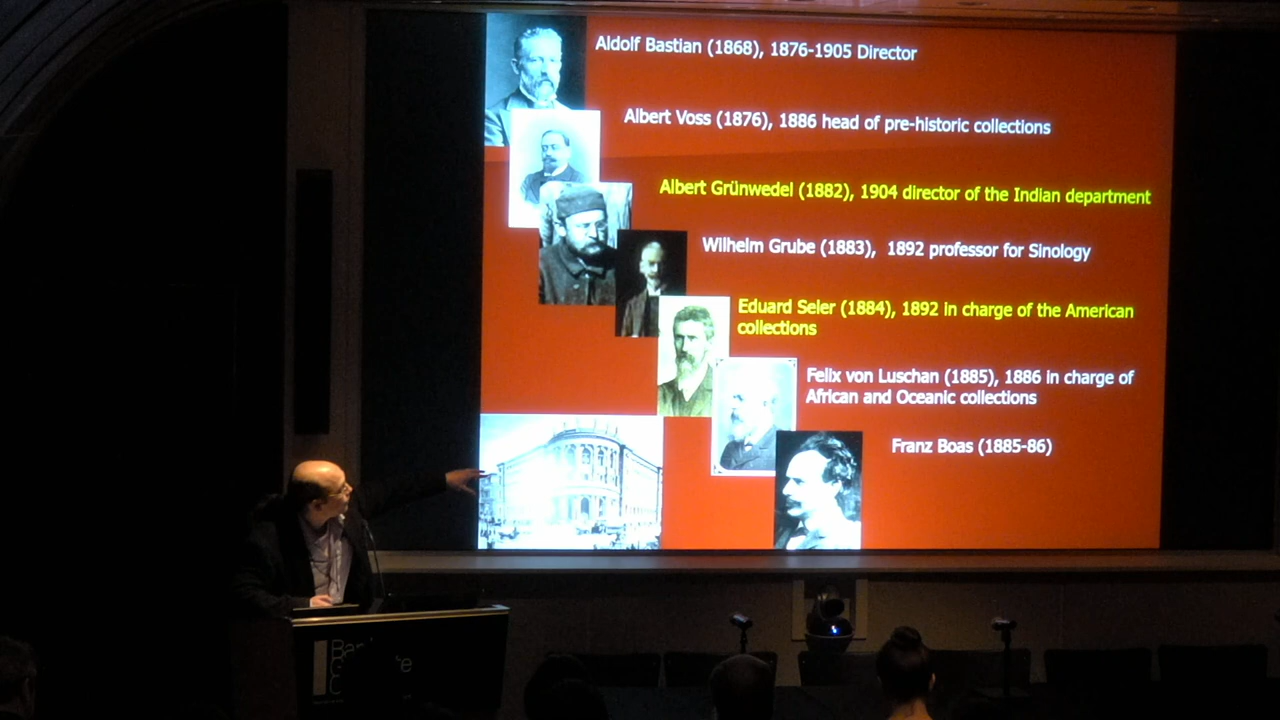 Aldolf Bastian (1868), 1876-1905 Director
Albert Voss (1876), 1886 head of pre-historic collections
Albert Grünwedel (1882), 1904 director of the Indian department
Wilhelm Grube (1883), 1892 professor for Sinology
Eduard Seler (1884), 1892 in charge of the American
collections
Felix von Luschan (1885), 1886 in charge of
African and Oceanic collections
Franz Boas (1885-86)